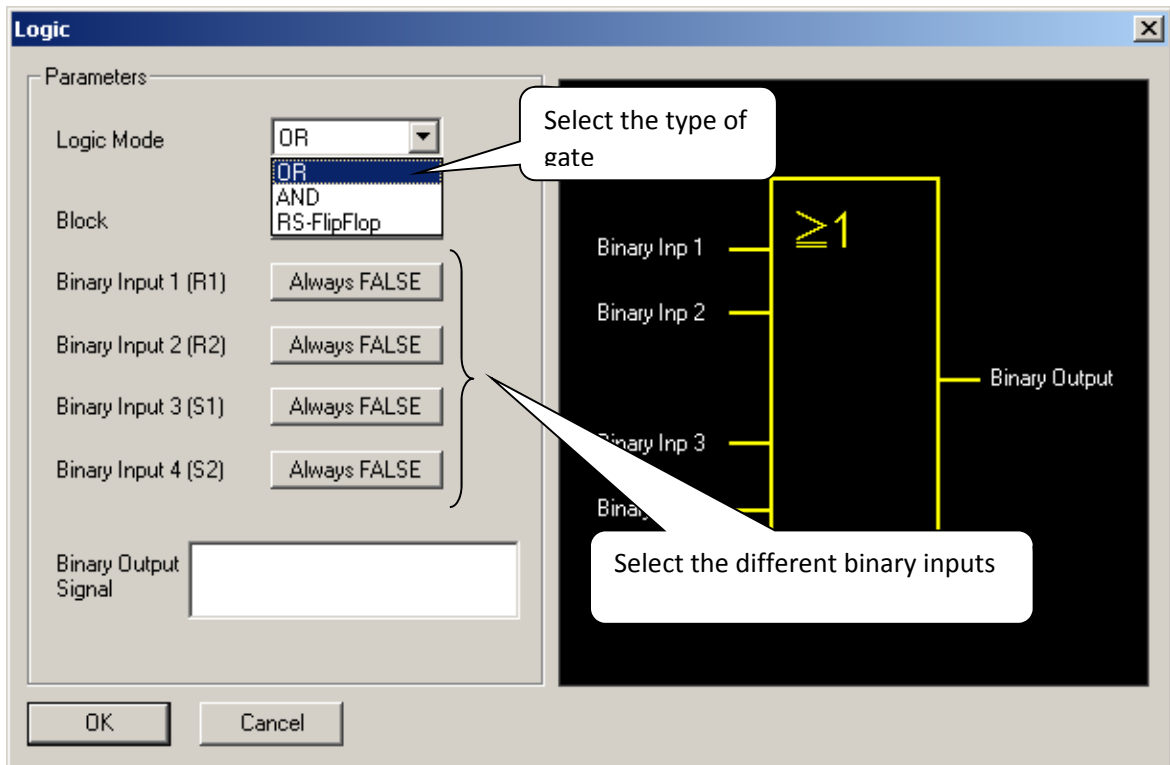 Logic
Parameters
Logic Mode
OR
OR
AND
RS-FlipFlop
Select the type of
gate
Block
Binary Input 1 (R1)
Always FALSE
Binary Input 2 (R2)
Always FALSE
Binary Input 3 (S1)
Always FALSE
Binary Input 4 (S2)
Always FALSE
Binary Output
Signal
≧1
Binary Inp 1
Binary Inp 2
Binary Inp 3
Binary Output
Select the different binary inputs
OK
Cancel